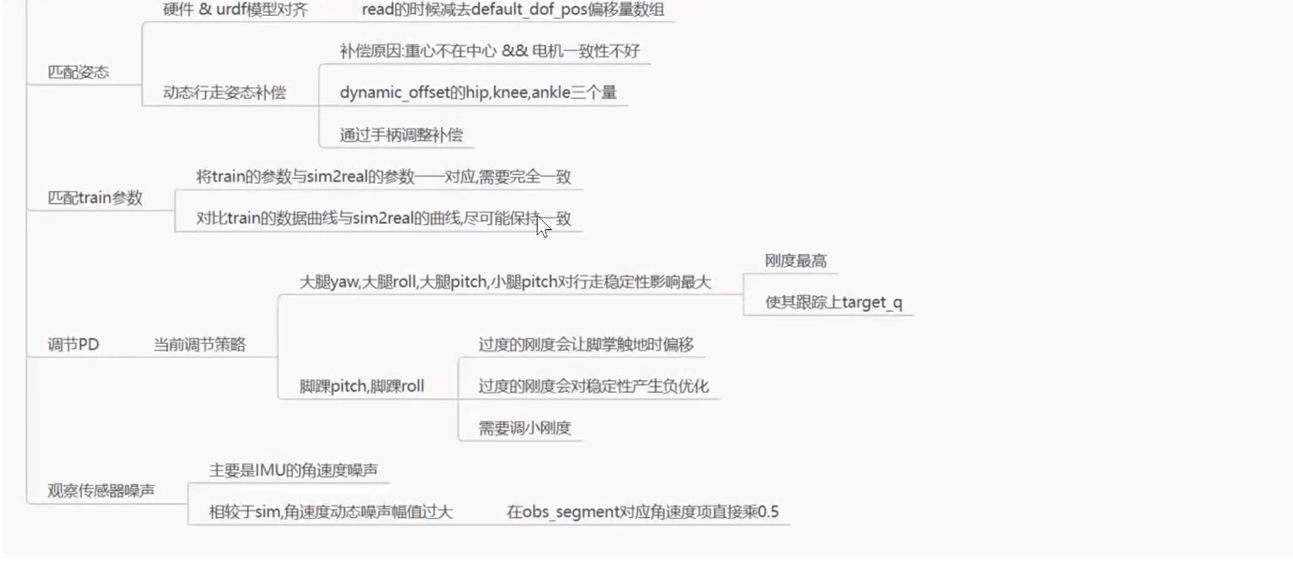 硬件 & urdf模型对齐 read的时候减去default_dof_pos偏移量数组
补偿原因:重心不在中心 && 电机一致性不好
匹配姿态
动态行走姿态补偿 dynamic_offset的hip,knee,ankle三个量
通过手柄调整补偿
将train的参数与sim2real的参数一一对应,需要完全一致
匹配train参数
对比train的数据曲线与sim2real的曲线,尽可能保持一致
刚度最高
大腿yaw,大腿roll,大腿pitch,小腿pitch对行走稳定性影响最大
使其跟踪上target_q
调节PD 当前调节策略 过度的刚度会让脚掌触地时偏移
脚踝pitch,脚踝roll 过度的刚度会对稳定性产生负优化
需要调小刚度
主要是IMU的角速度噪声
观察传感器噪声
相较于sim,角速度动态噪声幅值过大 在obs_segment对应角速度项直接乘0.5